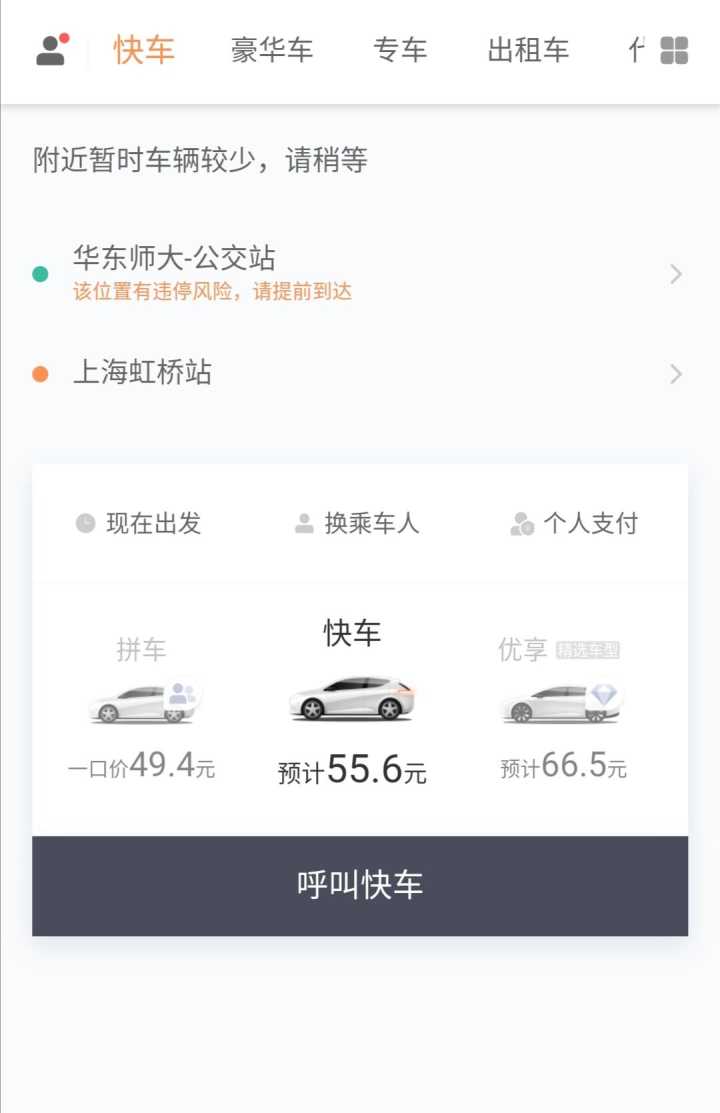 快车 豪华车 专车 出租车
附近暂时车辆较少，请稍等
华东师大-公交站
该位置有违停风险，请提前到达
上海虹桥站
现在出发 换乘车人 个人支付
拼车 快车 优享 精选车型
一口价49.4元 预计55.6元 预计66.5元
呼叫快车